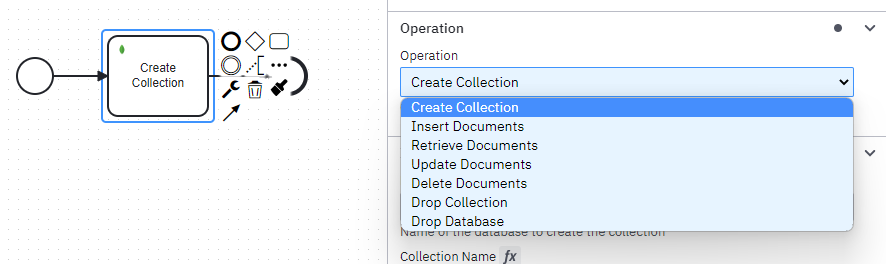 Create
Collection
Operation
Operation
Create Collection
Create Collection
Insert Documents
Retrieve Documents
Update Documents
Delete Documents
Drop Collection
Drop Database
Name of the database to create the collection
Collection Name fx